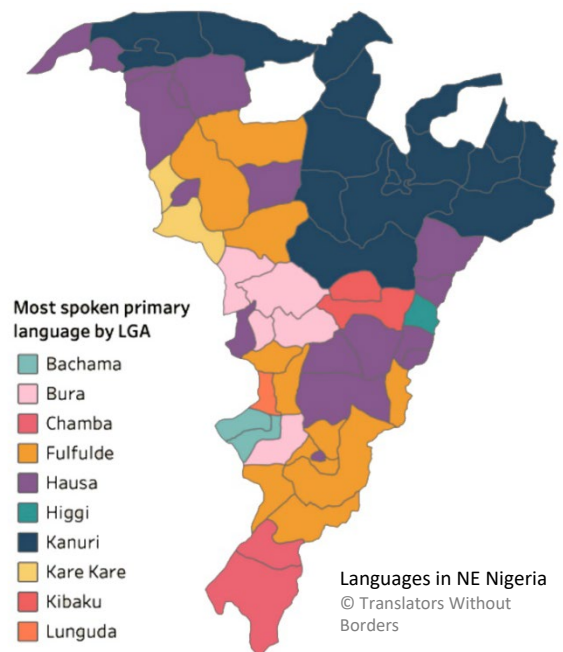 Most spoken primary
language by LGA
Bachama
Bura
Chamba
Fulfulde
Hausa
Higgi
Kanuri
Kare Kare
Kibaku
Lunguda
Languages in NE Nigeria
© Translators Without
Borders